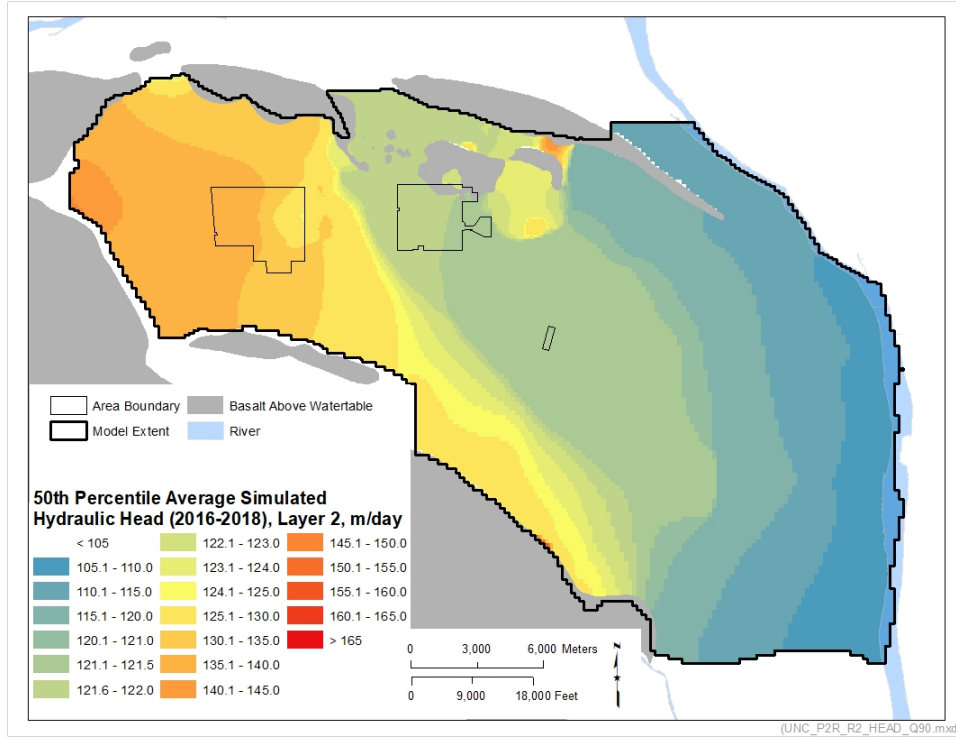 Area Boundary
Basalt Above Watertable
Model Extent
River
50th Percentile Average Simulated
Hydraulic Head (2016-2018), Layer 2, m/day
< 105
105.1 - 110.0
110.1 - 115.0
115.1 - 120.0
120.1 - 121.0
121.1 - 121.5
121.6 - 122.0
122.1 - 123.0
123.1 - 124.0
124.1 - 125.0
125.1 - 130.0
130.1 - 135.0
135.1 - 140.0
140.1 - 145.0
145.1 - 150.0
150.1 - 155.0
155.1 - 160.0
160.1 - 165.0
> 165
0 3,000 6,000 Meters
0 9,000 18,000 Feet
N
(UNC_P2R_R2_HEAD_Q90.mxd